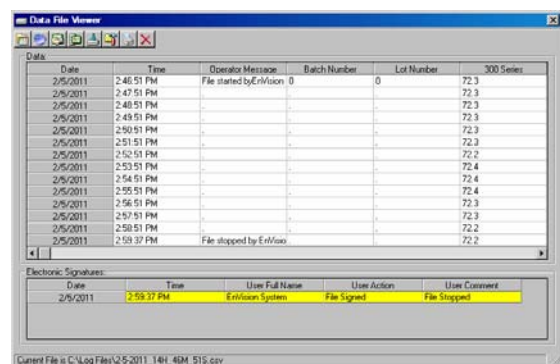 Data File Viewer
Data:
Date Time Operator Message Batch Number Lot Number 300 Series
2/5/2011 2:46:51 PM File started byEnVision 0 0 72.3
2/5/2011 2:47:51 PM . . . 72.3
2/5/2011 2:48:51 PM . . . 72.3
2/5/2011 2:49:51 PM . . . 72.3
2/5/2011 2:50:51 PM . . . 72.3
2/5/2011 2:51:51 PM . . . 72.3
2/5/2011 2:52:51 PM . . . 72.2
2/5/2011 2:53:51 PM . . . 72.4
2/5/2011 2:54:51 PM . . . 72.4
2/5/2011 2:55:51 PM . . . 72.4
2/5/2011 2:56:51 PM . . . 72.3
2/5/2011 2:57:51 PM . . . 72.3
2/5/2011 2:58:51 PM . . . 72.2
2/5/2011 2:59:37 PM File stopped by EnVisio . . 72.2
Electronic Signatures:
Date Time User Full Name User Action User Comment
2/5/2011 2:59:37 PM EnVision System File Signed File Stopped
Current File is C:\Log Files\2-5-2011_14H_46M_51S.csv